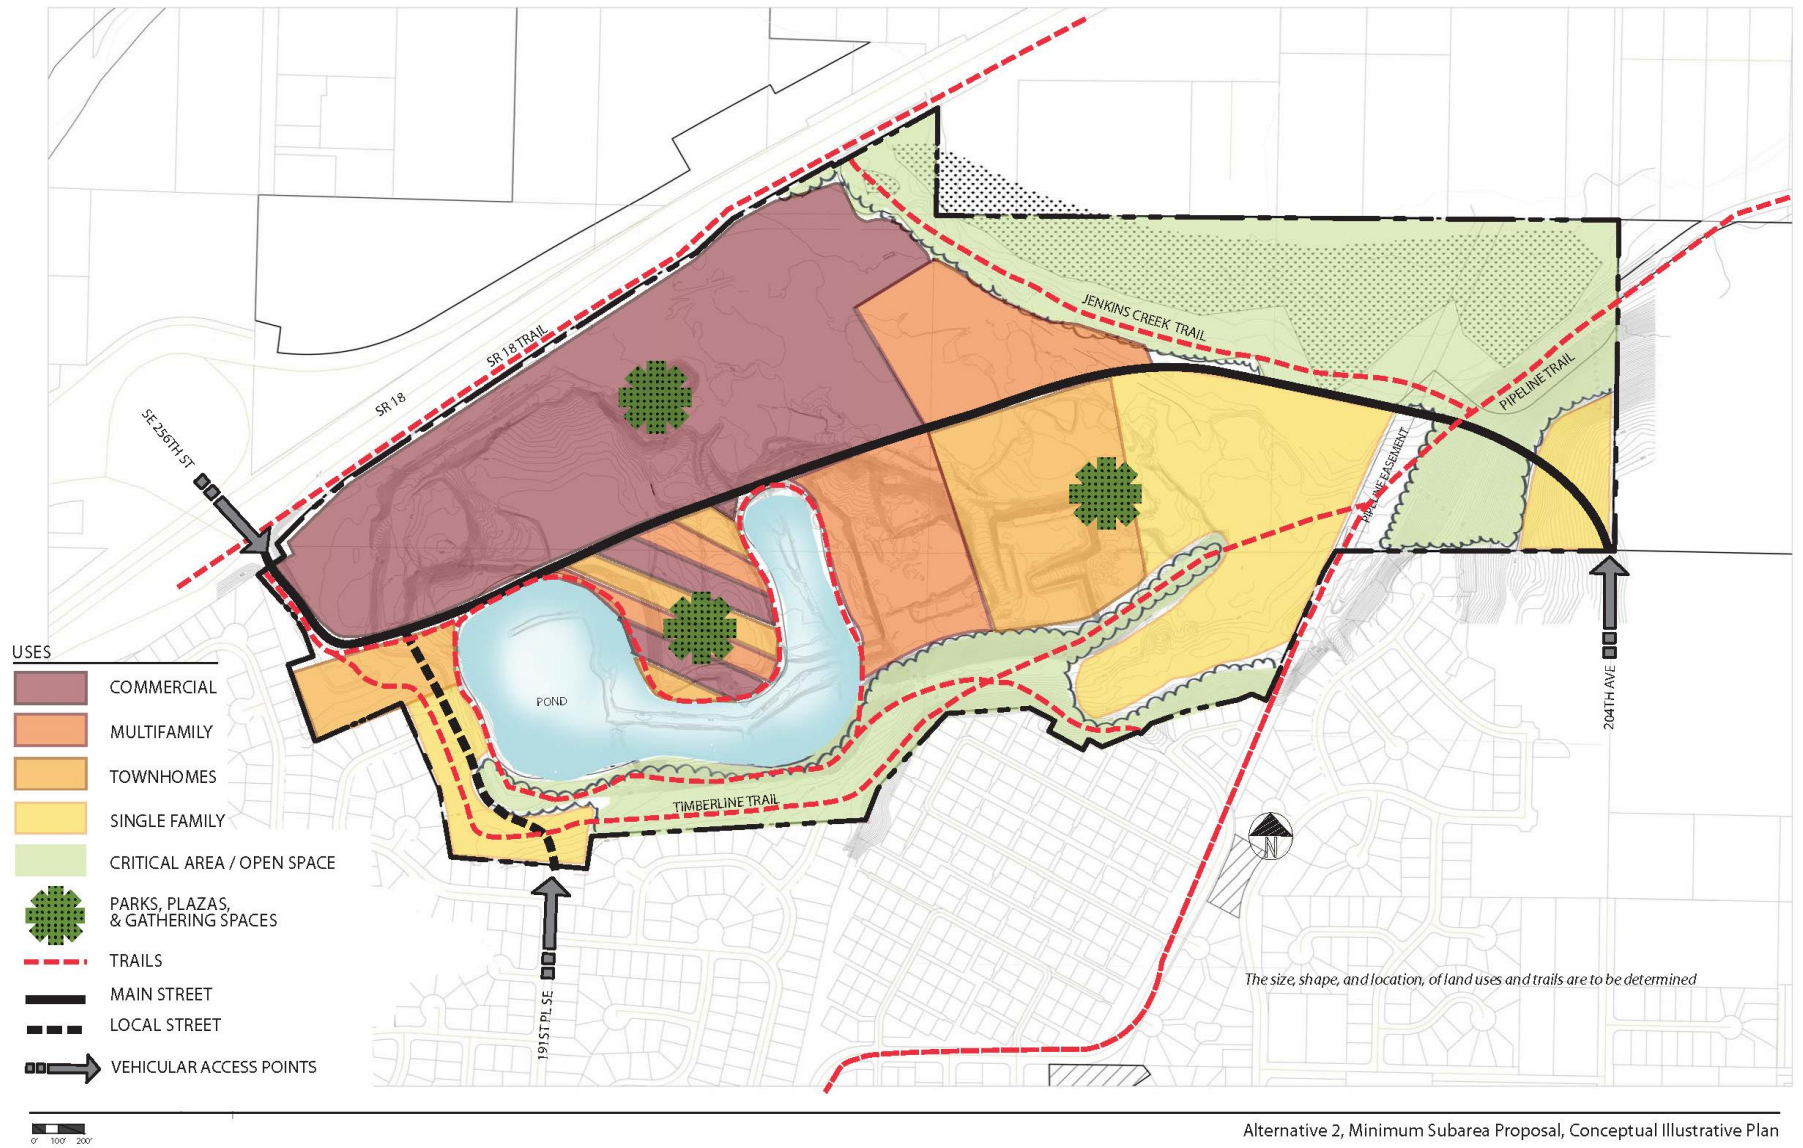 SR 18 TRAIL
SR 18
SE 256TH ST
JENKINS CREEK TRAIL
PIPELINE TRAIL
PIPELINE EASEMENT
POND
TIMBERLINE TRAIL
204TH AVE
191ST PL SE
N
USES
COMMERCIAL
MULTIFAMILY
TOWNHOMES
SINGLE FAMILY
CRITICAL AREA / OPEN SPACE
PARKS, PLAZAS,
& GATHERING SPACES
TRAILS
MAIN STREET
LOCAL STREET
VEHICULAR ACCESS POINTS
The size, shape, and location, of land uses and trails are to be determined
0' 100' 200'
Alternative 2, Minimum Subarea Proposal, Conceptual Illustrative Plan